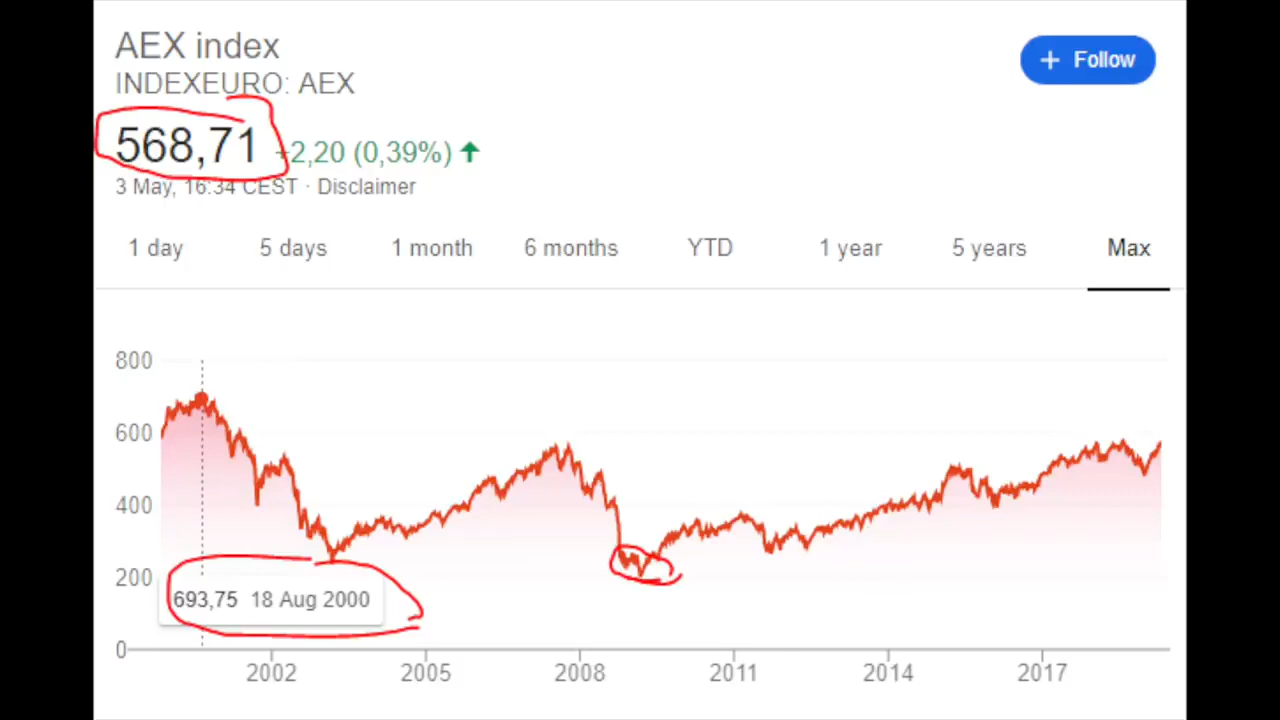 AEX index
INDEXEURO: AEX
+ Follow
568,71 +2,20 (0,39%) ↑
3 May, 16:34 CEST · Disclaimer
1 day 5 days 1 month 6 months YTD 1 year 5 years Max
800
600
400
200
693,75 18 Aug 2000
0
2002 2005 2008 2011 2014 2017